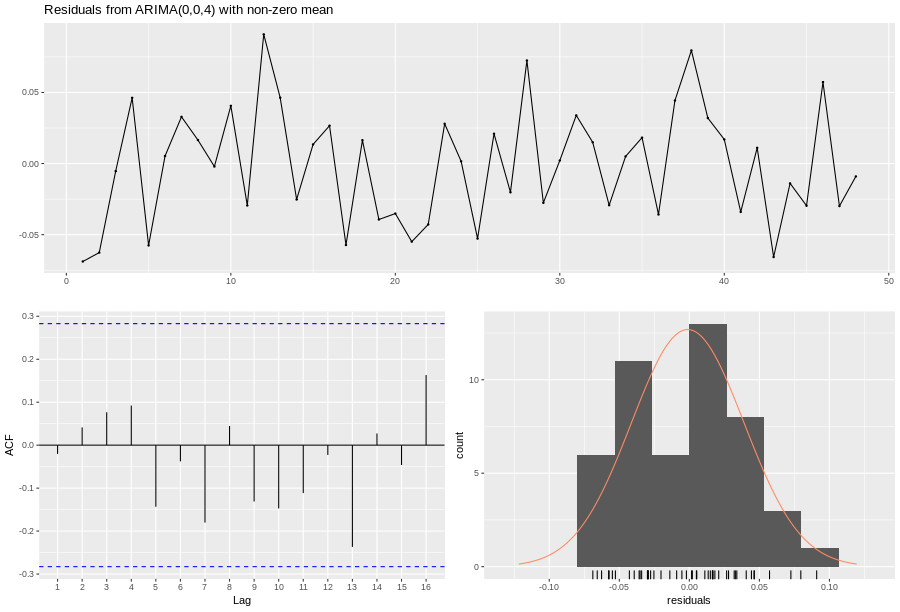 Residuals from ARIMA(0,0,4) with non-zero mean
0.05
0.00
-0.05
0 10 20 30 40 50
0.3
0.2
0.1
0.0
-0.1
-0.2
-0.3
ACF
1 2 3 4 5 6 7 8 9 10 11 12 13 14 15 16
Lag
10
5
0
count
-0.10 -0.05 0.00 0.05 0.10
residuals